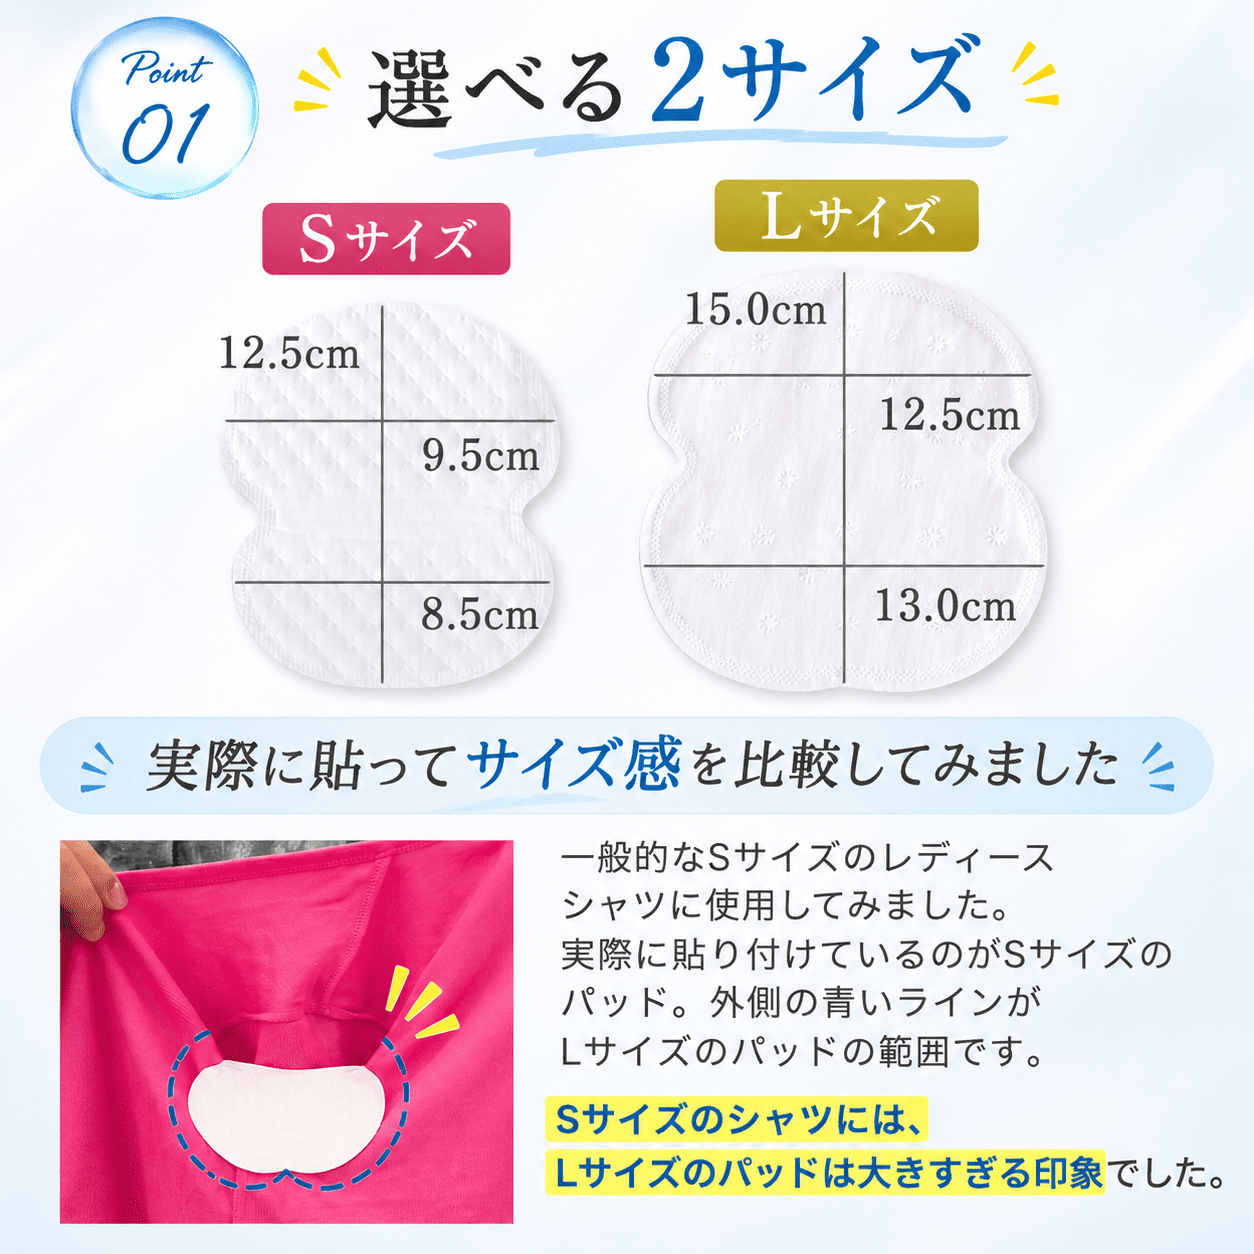 Point
01
選べる2サイズ
Sサイズ
Lサイズ
12.5cm
9.5cm
8.5cm
15.0cm
12.5cm
13.0cm
実際に貼ってサイズ感を比較してみました
一般的なSサイズのレディース
シャツに使用してみました。
実際に貼り付けているのがSサイズの
パッド。外側の青いラインが
Lサイズのパッドの範囲です。
Sサイズのシャツには、
Lサイズのパッドは大きすぎる印象でした。